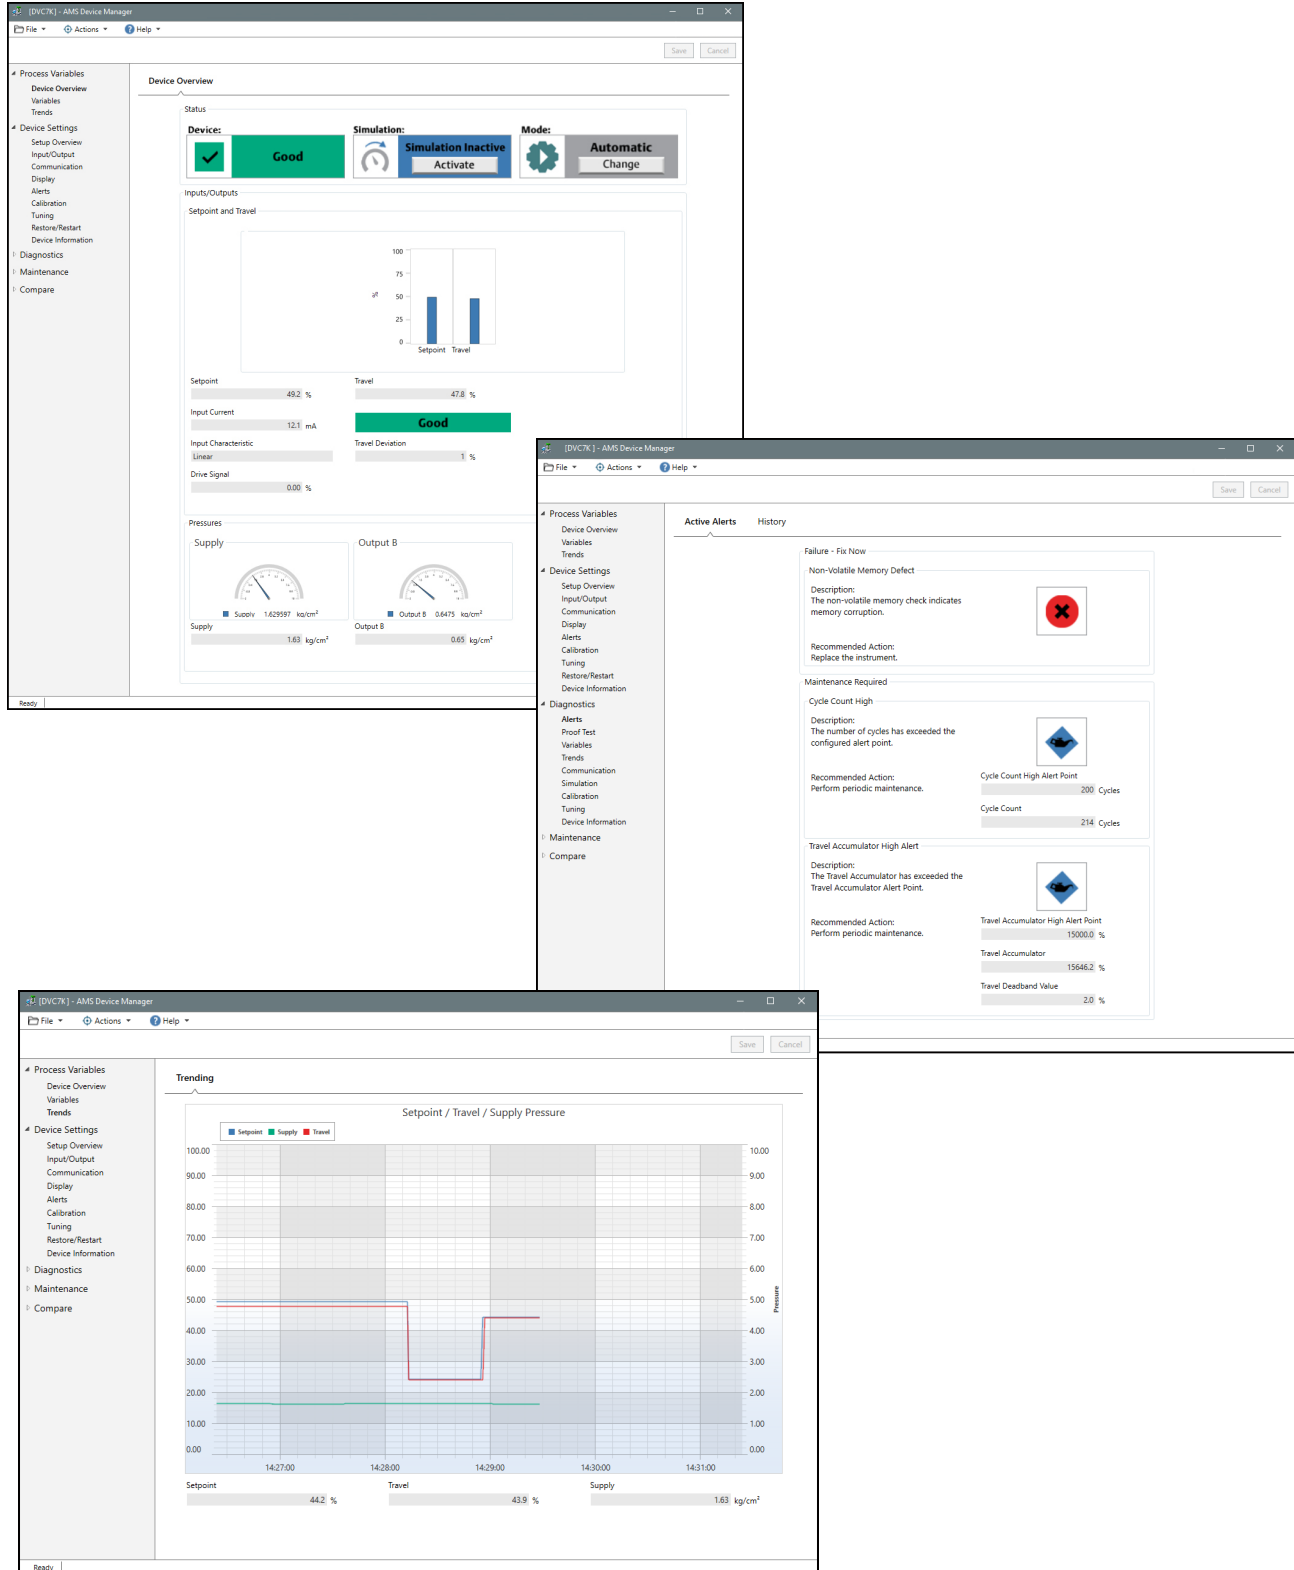 [DVC7K] - AMS Device Manager
File Actions Help
Save Cancel
Process Variables
Device Overview
Variables
Trends
Device Settings
Setup Overview
Input/Output
Communication
Display
Alerts
Calibration
Tuning
Restore/Restart
Device Information
Diagnostics
Maintenance
Compare
Device Overview
Status
Device: Simulation: Mode:
Good
Simulation Inactive
Activate
Automatic
Change
Inputs/Outputs
Setpoint and Travel
100
75
%
50
25
0
Setpoint Travel
Setpoint
49.2 %
Travel
47.8 %
Input Current
12.1 mA
Good
Input Characteristic
Linear
Travel Deviation
1 %
Drive Signal
0.00 %
Pressures
Supply
Output B
Supply 1.629597 kg/cm²
Output B 0.6475 kg/cm²
Supply
1.63 kg/cm²
Output B
0.65 kg/cm²
Ready
[DVC7K ] - AMS Device Manager
File Actions Help
Save Cancel
Process Variables
Device Overview
Variables
Trends
Device Settings
Setup Overview
Input/Output
Communication
Display
Alerts
Calibration
Tuning
Restore/Restart
Device Information
Diagnostics
Alerts
Proof Test
Variables
Trends
Communication
Simulation
Calibration
Tuning
Device Information
Maintenance
Compare
Active Alerts History
Failure - Fix Now
Non-Volatile Memory Defect
Description:
The non-volatile memory check indicates
memory corruption.
Recommended Action:
Replace the instrument.
Maintenance Required
Cycle Count High
Description:
The number of cycles has exceeded the
configured alert point.
Recommended Action:
Perform periodic maintenance.
Cycle Count High Alert Point
200 Cycles
Cycle Count
214 Cycles
Travel Accumulator High Alert
Description:
The Travel Accumulator has exceeded the
Travel Accumulator Alert Point.
Recommended Action:
Perform periodic maintenance.
Travel Accumulator High Alert Point
15000.0 %
Travel Accumulator
15646.2 %
Travel Deadband Value
2.0 %
[DVC7K] - AMS Device Manager
File Actions Help
Save Cancel
Process Variables
Device Overview
Variables
Trends
Device Settings
Setup Overview
Input/Output
Communication
Display
Alerts
Calibration
Tuning
Restore/Restart
Device Information
Diagnostics
Maintenance
Compare
Trending
Setpoint / Travel / Supply Pressure
Setpoint Supply Travel
100.00 10.00
90.00 9.00
80.00 8.00
70.00 7.00
60.00 6.00
50.00 5.00
Pressure
40.00 4.00
30.00 3.00
20.00 2.00
10.00 1.00
0.00 0.00
14:27:00 14:28:00 14:29:00 14:30:00 14:31:00
Setpoint
44.2 %
Travel
43.9 %
Supply
1.63 kg/cm²
Ready